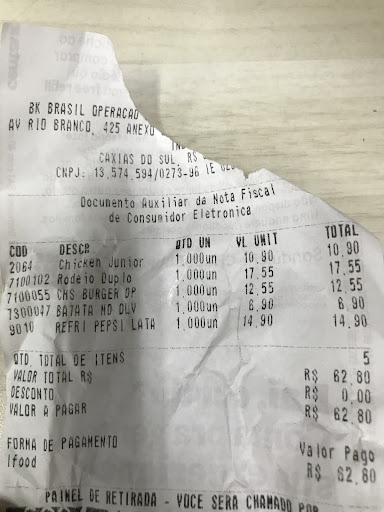 BK BRASIL OPERACAO
AV RIO BRANCO, 425 ANEXO
CAXIAS DO SUL, RS
CNPJ: 13,574,594/0273-96 IE
Documento Auxiliar da Nota Fiscal
de Consumidor Eletronica
COD DESCR QTD UN VL UNIT TOTAL
2064 Chicken Junior 1,000un 10,90 10,90
7100102 Rodeio Duplo 1,000un 17,55 17,55
7100055 CHS BURGER DP 1,000un 12,55 12,55
7300047 BATATA MD DLV 1,000un 6,90 6,90
9010 REFRI PEPSI LATA 1,000un 14,90 14,90
QTD. TOTAL DE ITENS 5
VALOR TOTAL R$ R$ 62,80
DESCONTO R$ 0,00
VALOR A PAGAR R$ 62,80
FORMA DE PAGAMENTO Valor Pago
Ifood R$ 62,80
PAINEL DE RETIRADA - VOCE SERA CHAMADO POR